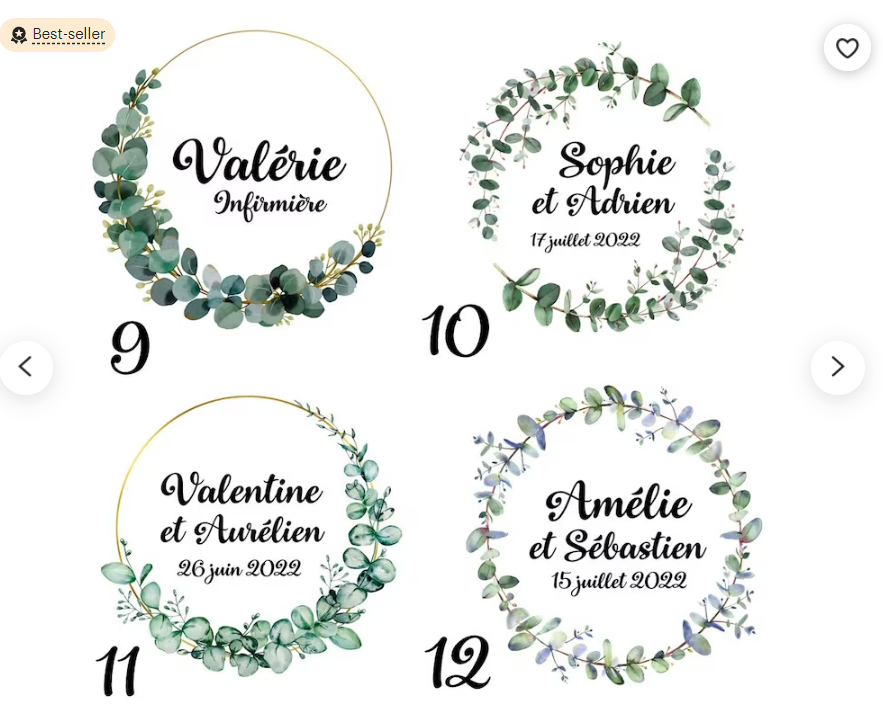 Best-seller
Valérie
Infirmière
9
Sophie
et Adrien
17 juillet 2022
10
Valentine
et Aurélien
26 juin 2022
11
Amélie
et Sébastien
15 juillet 2022
12